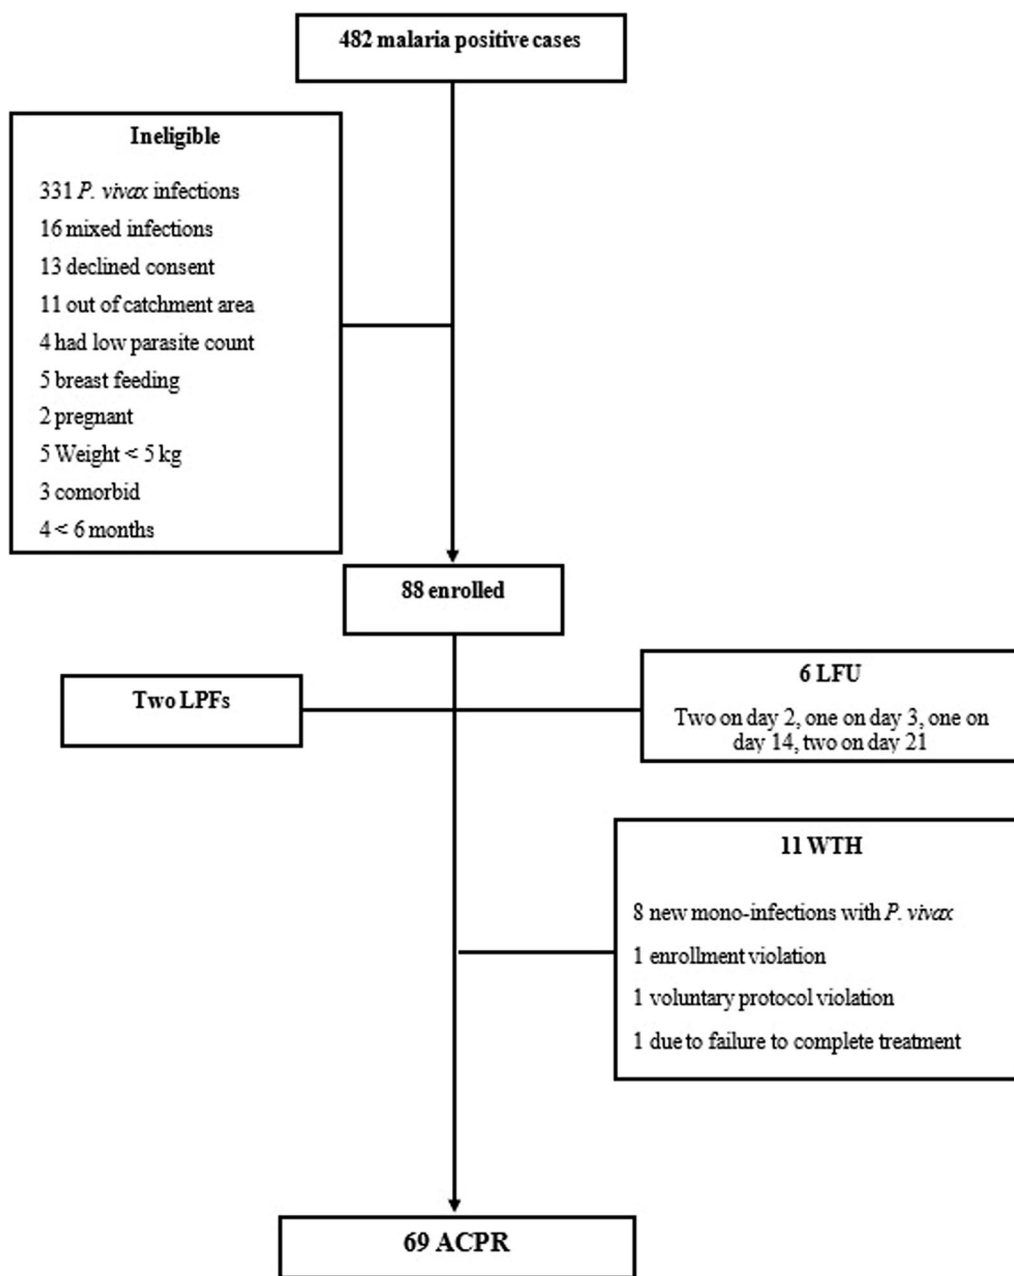 482 malaria positive cases
Ineligible
331 P. vivax infections
16 mixed infections
13 declined consent
11 out of catchment area
4 had low parasite count
5 breast feeding
2 pregnant
5 Weight < 5 kg
3 comorbid
4 < 6 months
88 enrolled
Two LPFs
6 LFU
Two on day 2, one on day 3, one on
day 14, two on day 21
11 WTH
8 new mono-infections with P. vivax
1 enrollment violation
1 voluntary protocol violation
1 due to failure to complete treatment
69 ACPR